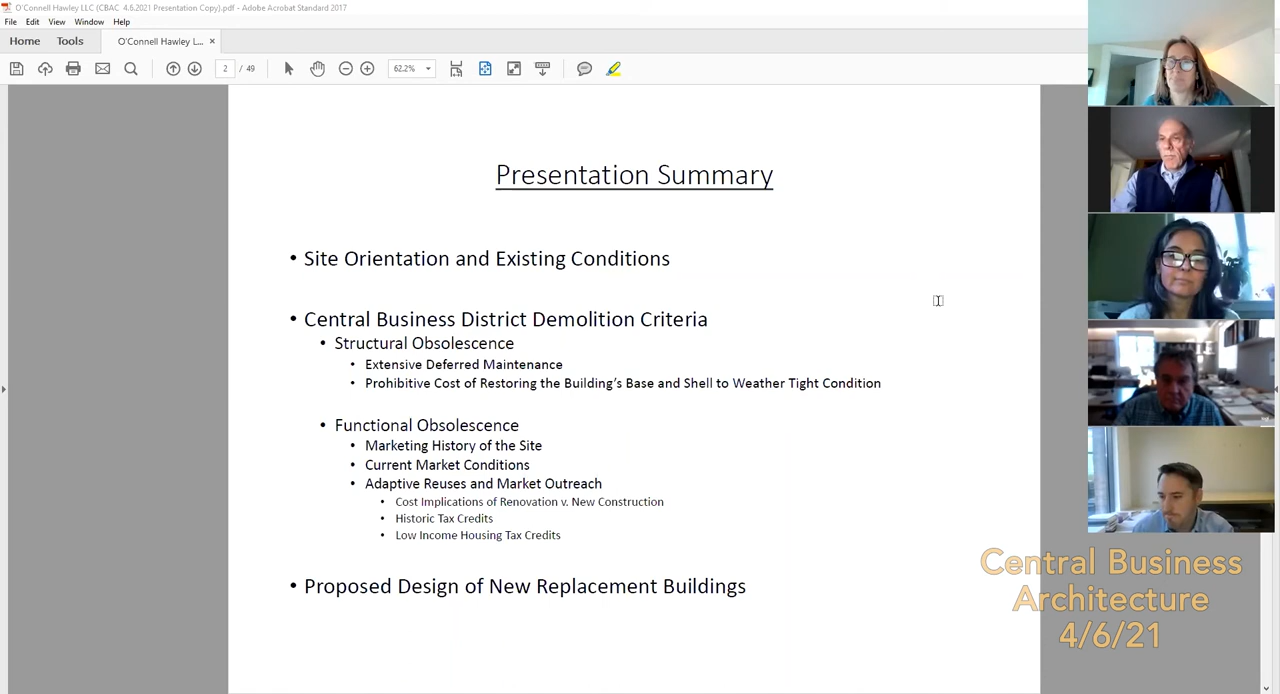 O'Connell Hawley LLC (CBAC 4.6.2021 Presentation Copy).pdf - Adobe Acrobat Standard 2017
File Edit View Window Help
Home Tools O'Connell Hawley L... ×
2 / 49 62.2%
Presentation Summary
• Site Orientation and Existing Conditions
• Central Business District Demolition Criteria
• Structural Obsolescence
• Extensive Deferred Maintenance
• Prohibitive Cost of Restoring the Building's Base and Shell to Weather Tight Condition
• Functional Obsolescence
• Marketing History of the Site
• Current Market Conditions
• Adaptive Reuses and Market Outreach
• Cost Implications of Renovation v. New Construction
• Historic Tax Credits
• Low Income Housing Tax Credits
• Proposed Design of New Replacement Buildings
Central Business
Architecture
4/6/21